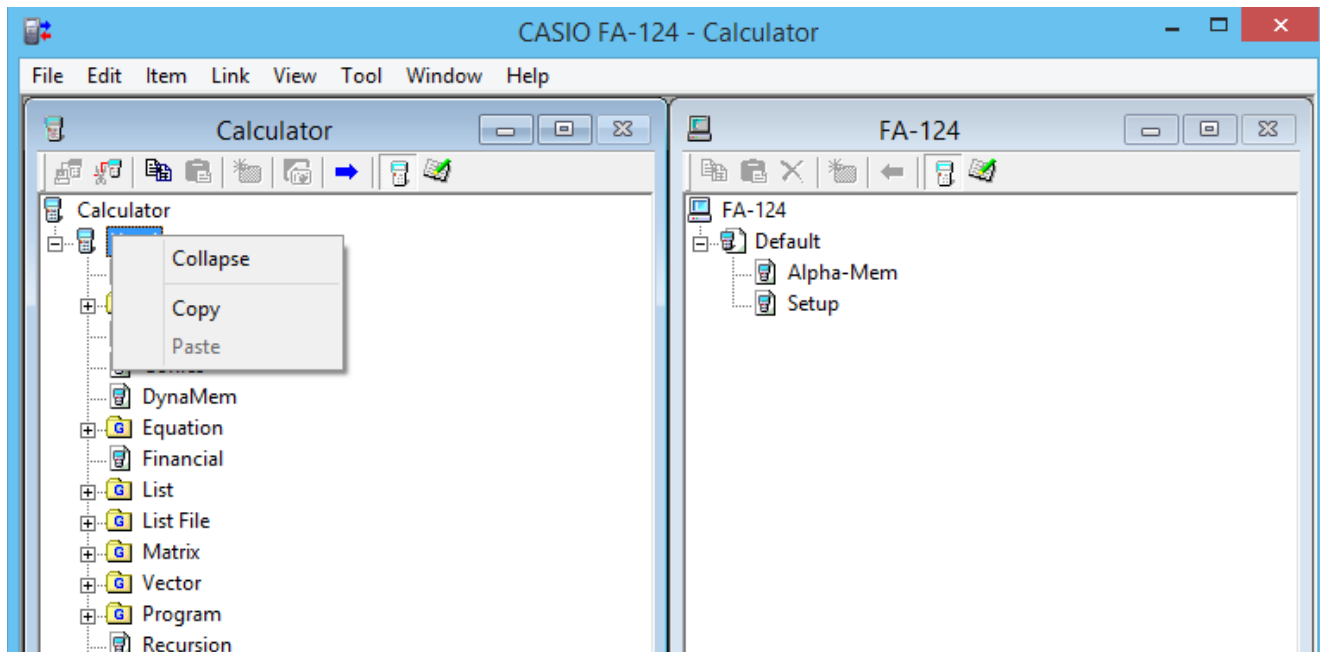 CASIO FA-124 - Calculator
File Edit Item Link View Tool Window Help
Calculator
Calculator
Collapse
Copy
Paste
DynaMem
Equation
Financial
List
List File
Matrix
Vector
Program
Recursion
FA-124
FA-124
Default
Alpha-Mem
Setup